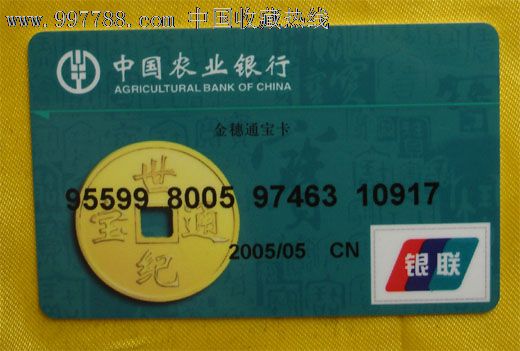 www.997788.com 中国收藏热线
中国农业银行
AGRICULTURAL BANK OF CHINA
金穗通宝卡
世
95599 8005 97463 10917
宝 通
2005/05 CN
纪
银联